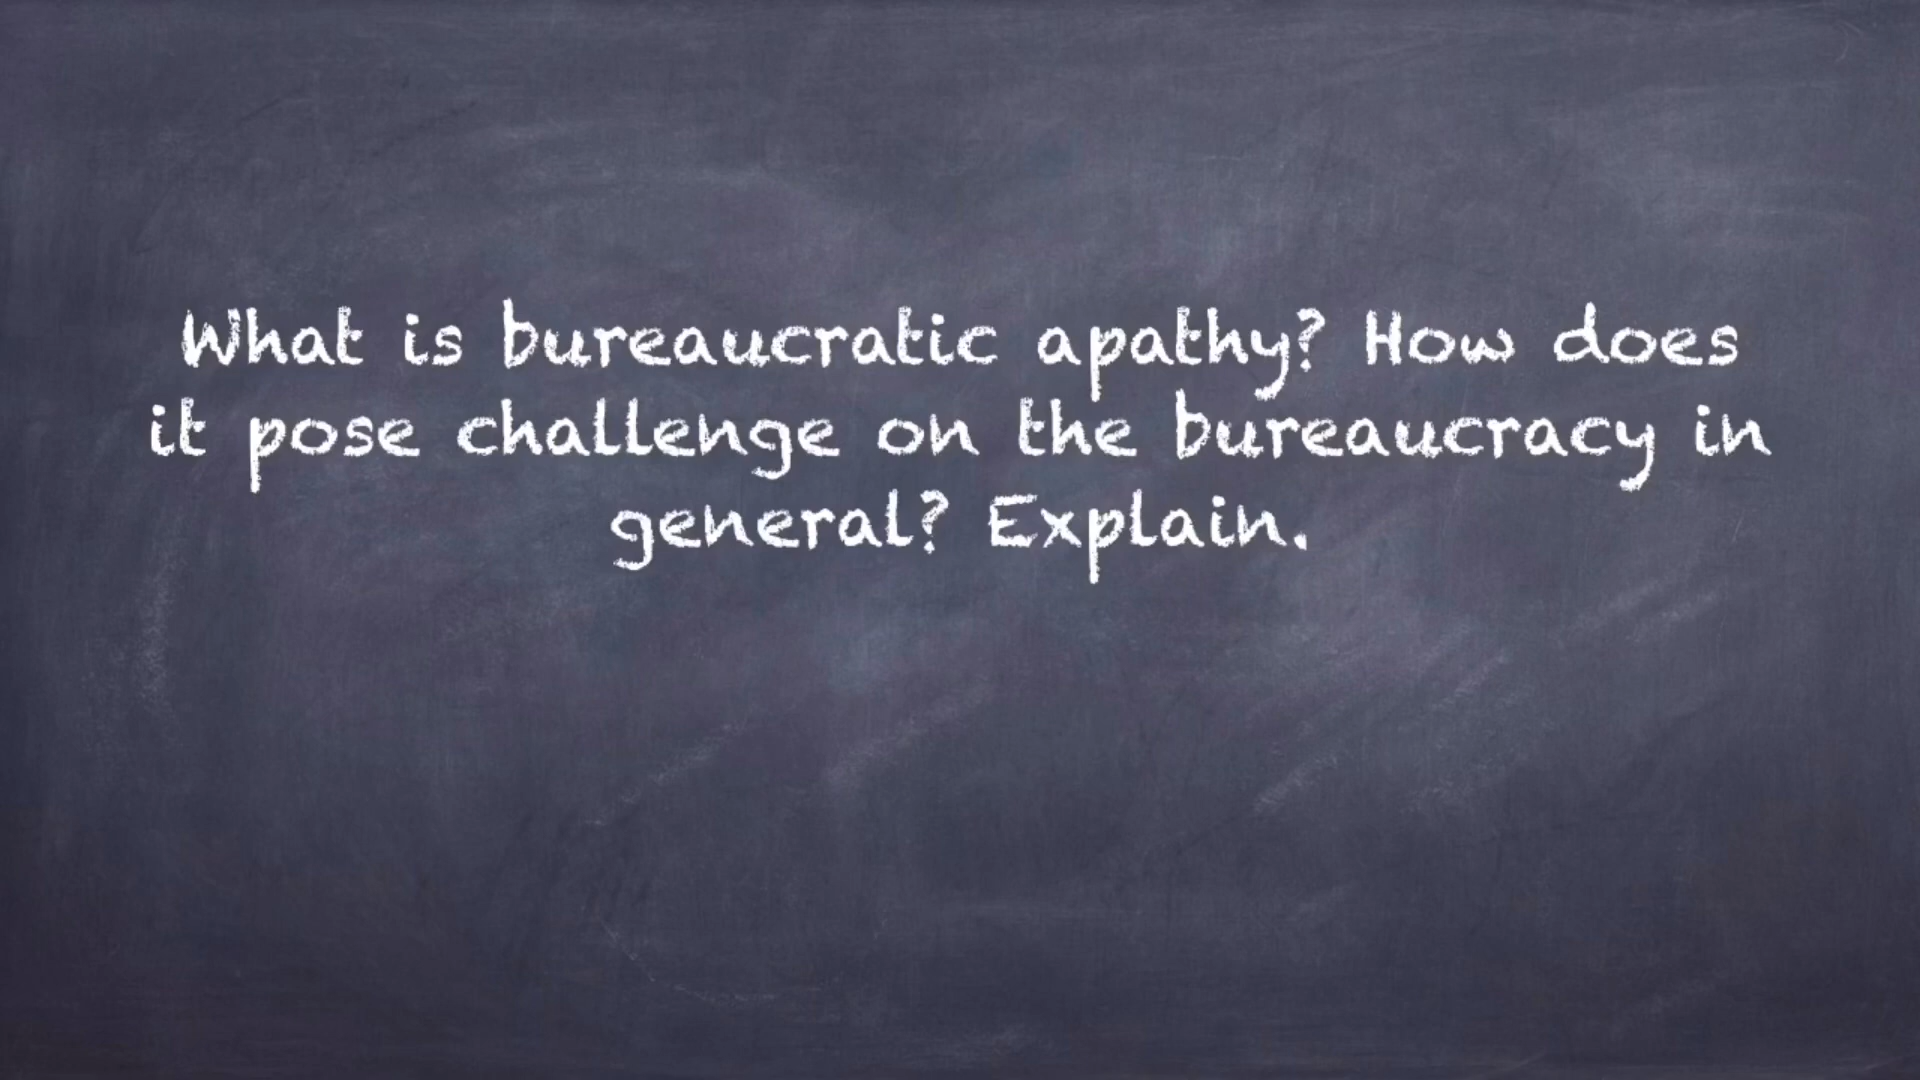 What is bureaucratic apathy? How does
it pose challenge on the bureaucracy in
general? Explain.